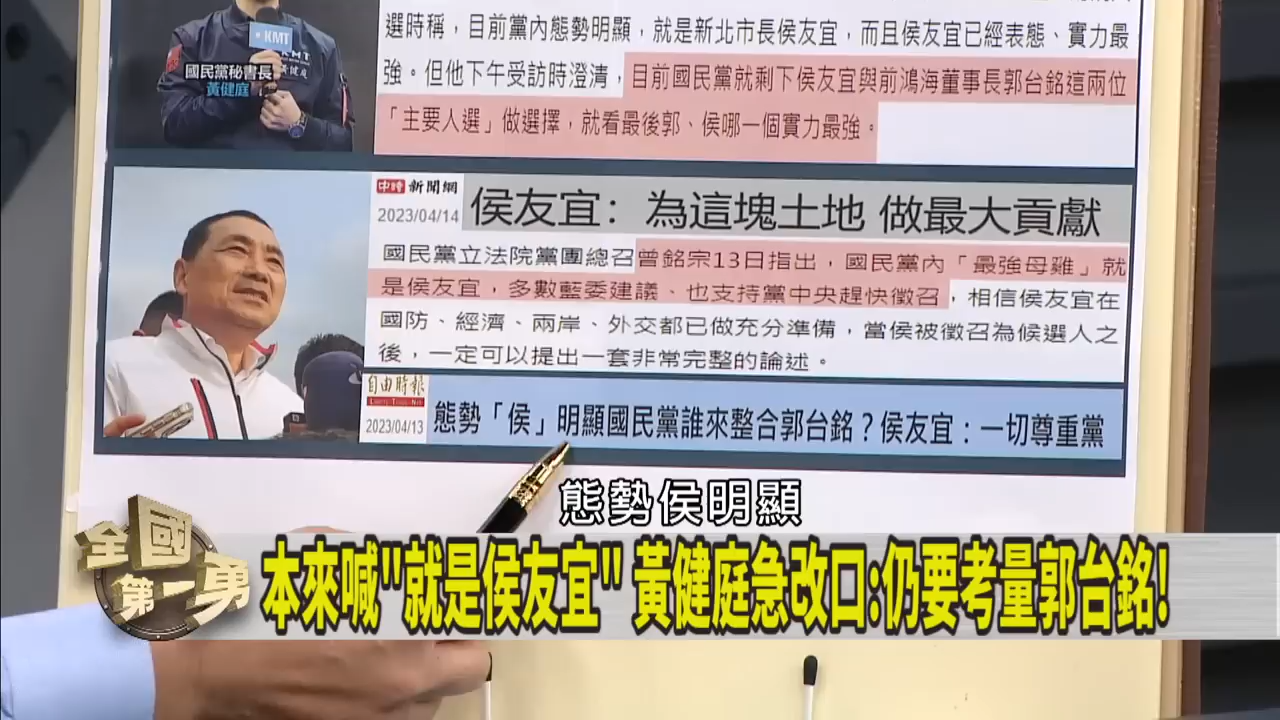 KMT
國民黨秘書長
黃健庭
選時稱，目前黨內態勢明顯，就是新北市長侯友宜，而且侯友宜已經表態、實力最
強。但他下午受訪時澄清，目前國民黨就剩下侯友宜與前鴻海董事長郭台銘這兩位
「主要人選」做選擇，就看最後郭、侯哪一個實力最強。
中時新聞網
2023/04/14
侯友宜：為這塊土地 做最大貢獻
國民黨立法院黨團總召曾銘宗13日指出，國民黨內「最強母雞」就
是侯友宜，多數藍委建議、也支持黨中央趕快徵召，相信侯友宜在
國防、經濟、兩岸、外交都已做充分準備，當侯被徵召為候選人之
後，一定可以提出一套非常完整的論述。
自由時報
2023/04/13
態勢「侯」明顯國民黨誰來整合郭台銘？侯友宜：一切尊重黨
態勢侯明顯
全國第一勇
本來喊"就是侯友宜" 黃健庭急改口:仍要考量郭台銘!